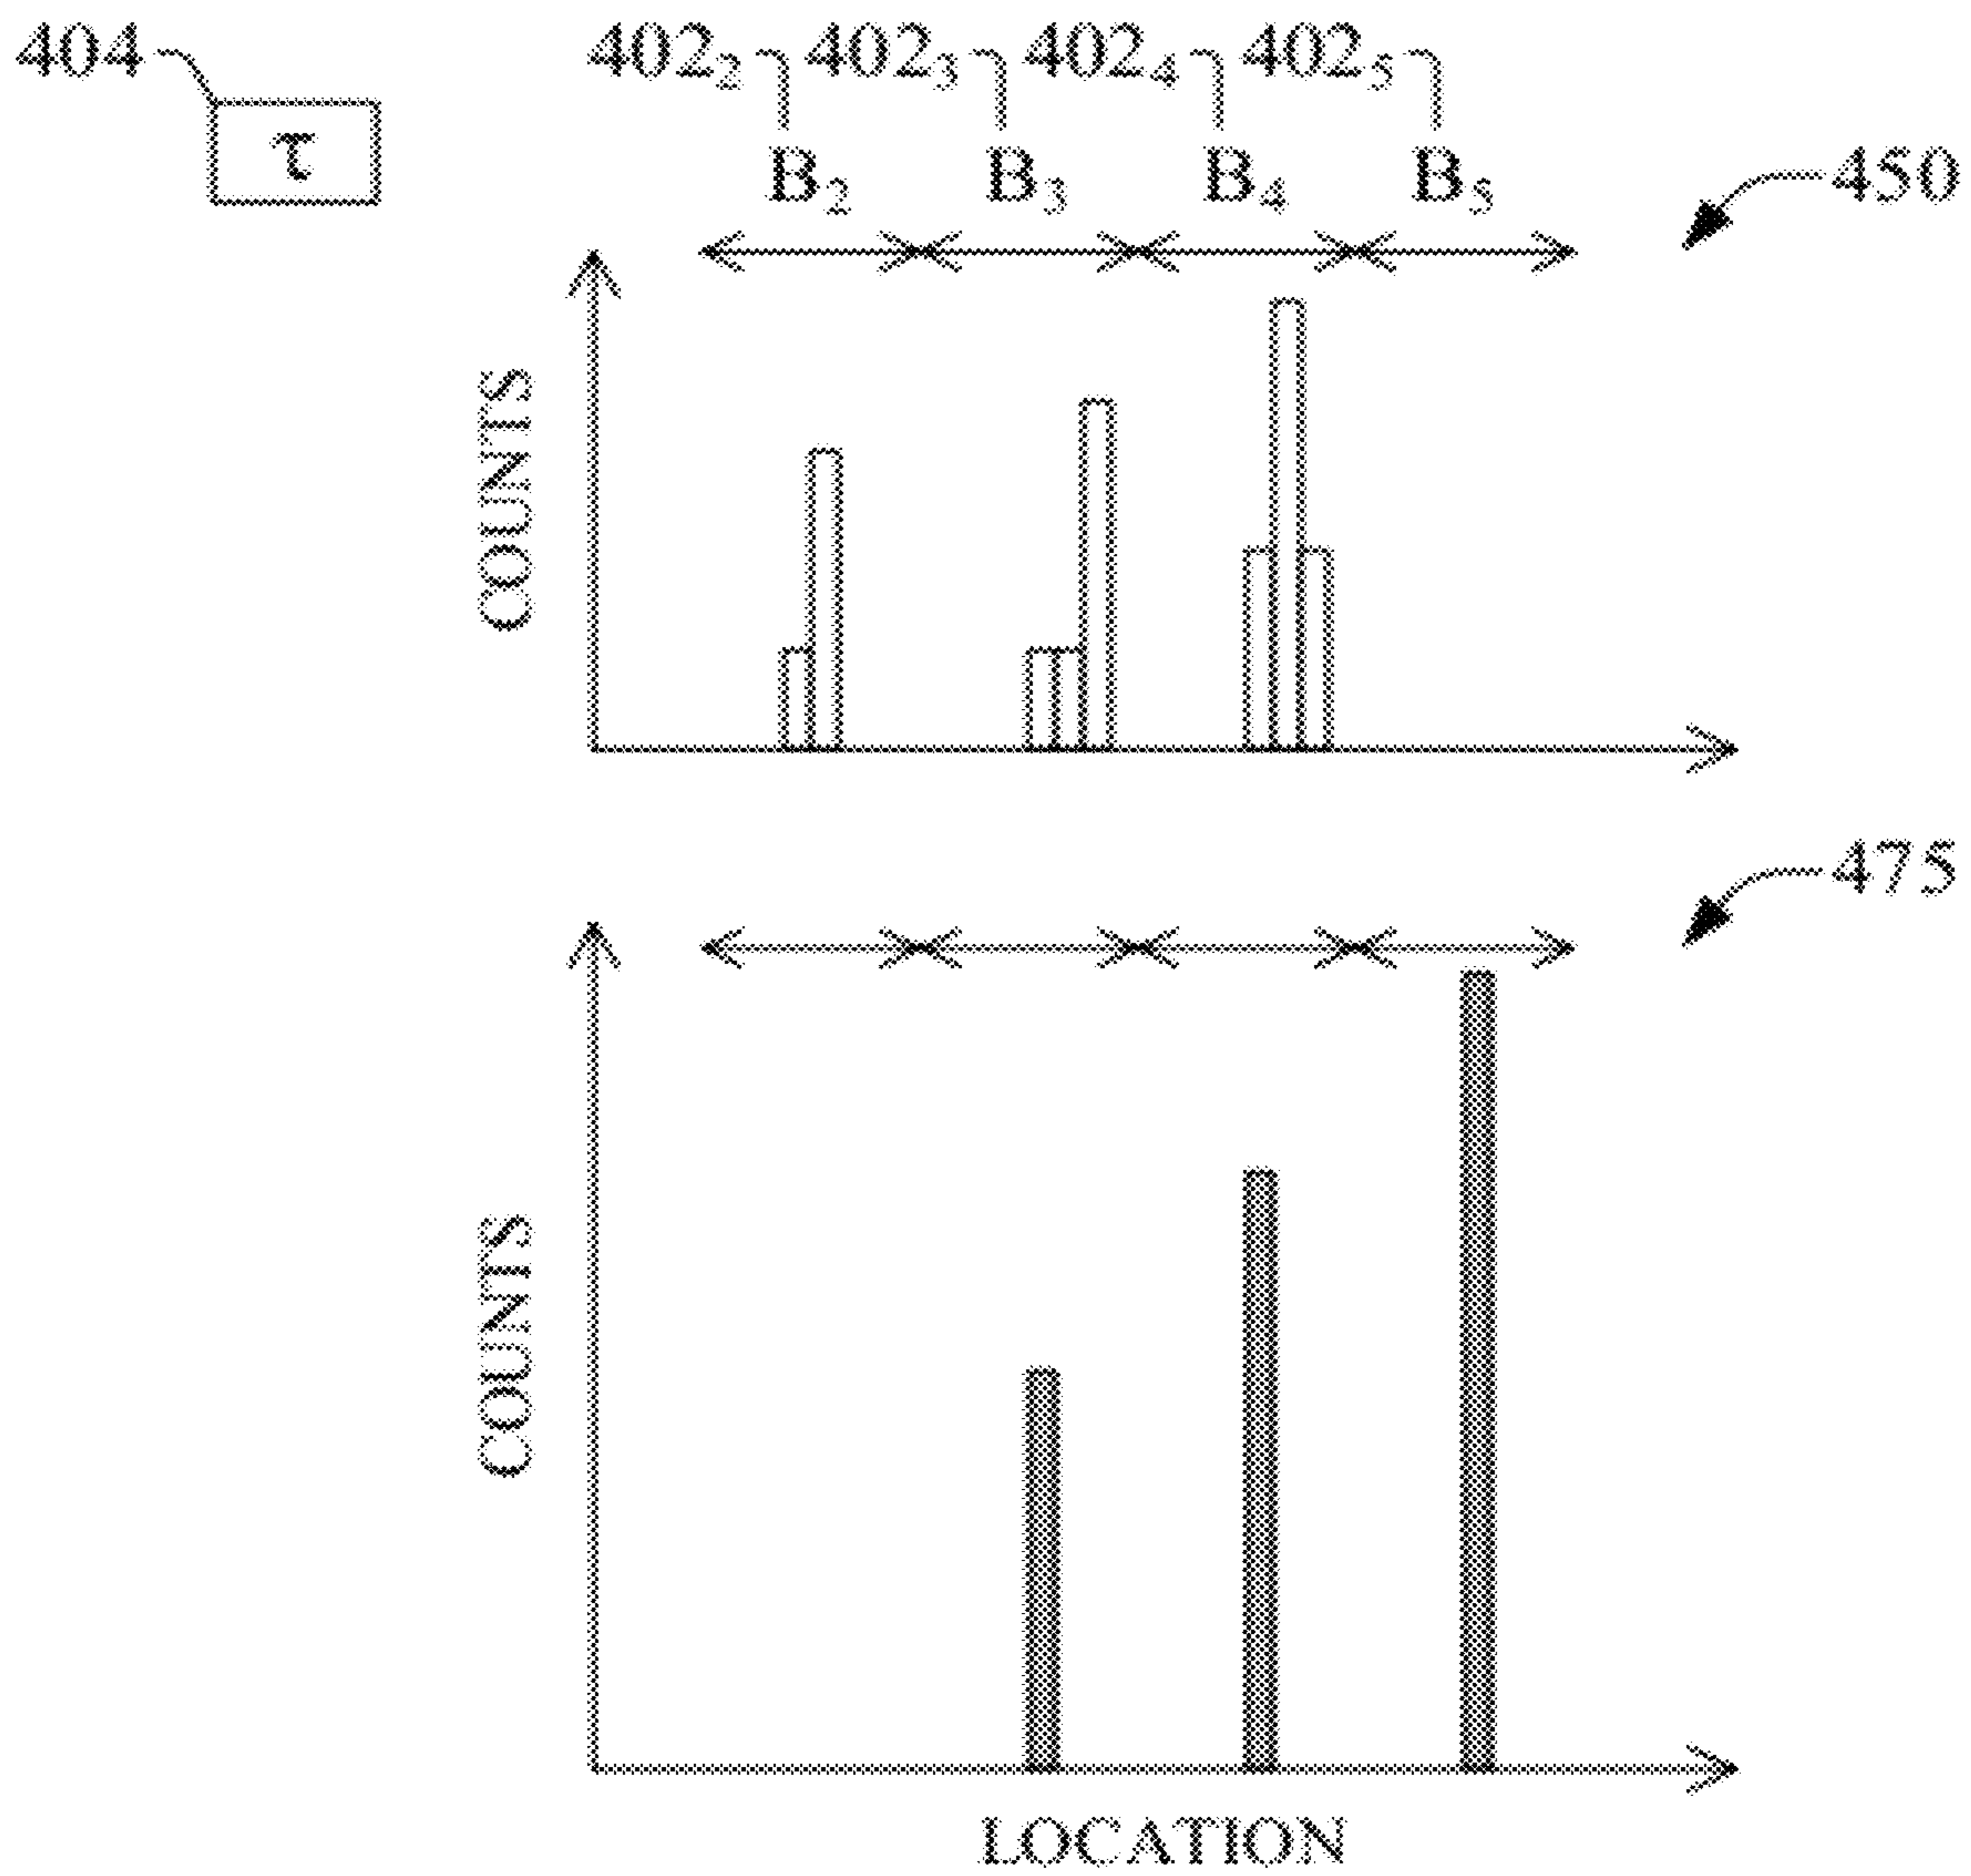 404 402₂ 402₃ 402₄ 402₅
τ
B₂ B₃ B₄ B₅
450
COUNTS
475
COUNTS
LOCATION